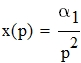 x(p) = α₁ / p²